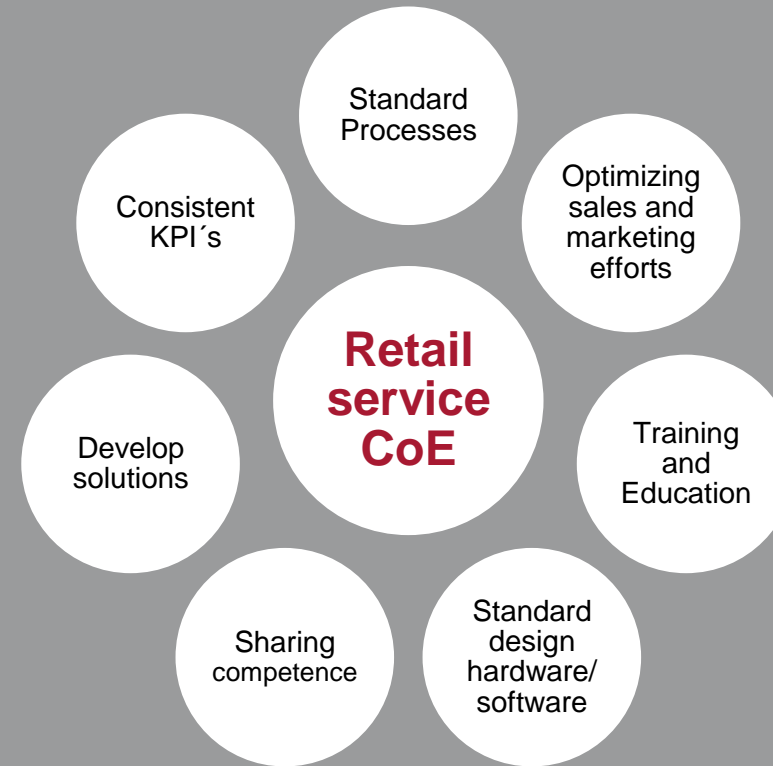 Standard
Processes
Optimizing
sales and
marketing
efforts
Consistent
KPI´s
Retail
service
CoE
Training
and
Education
Develop
solutions
Standard
design
hardware/
software
Sharing
competence